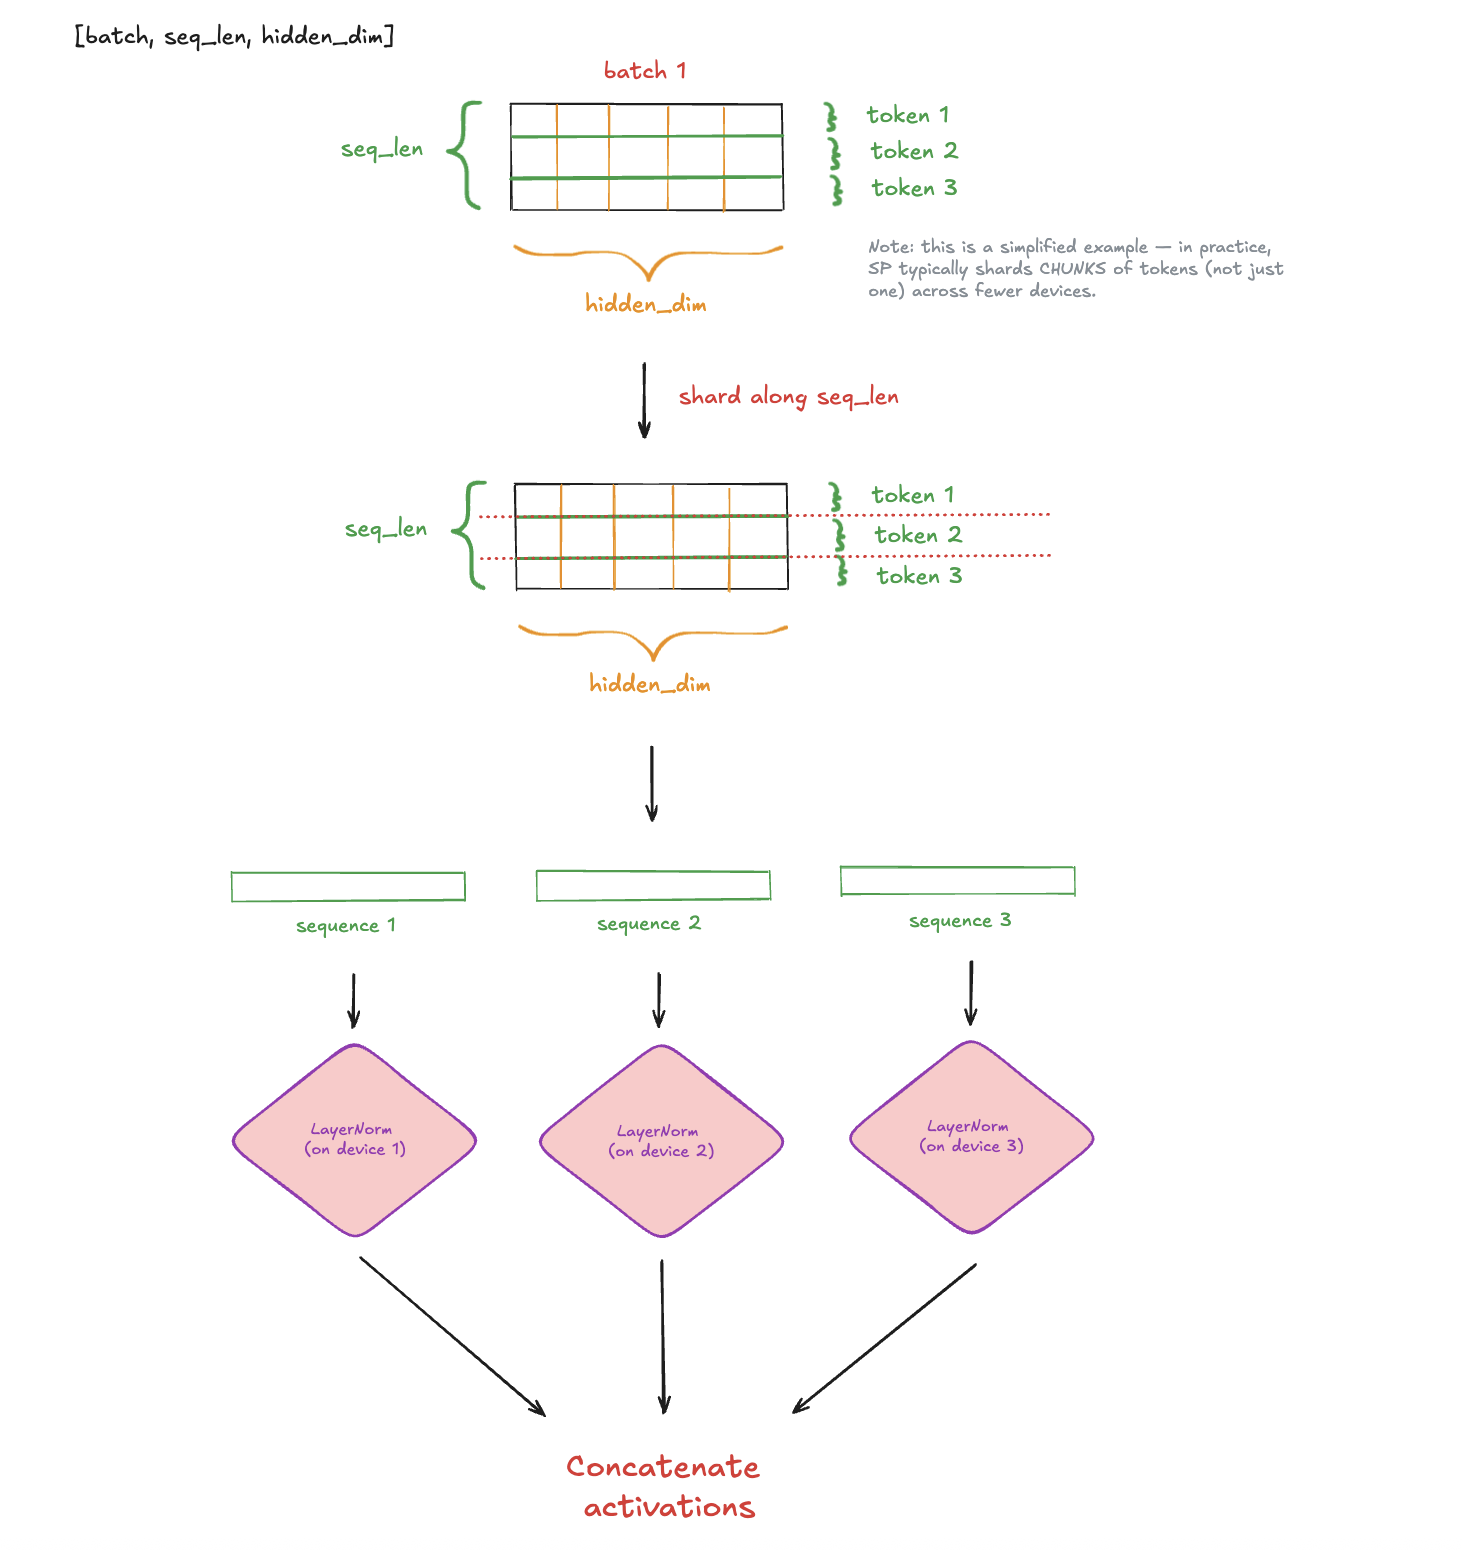 [batch, seq_len, hidden_dim]
batch 1
seq_len
token 1
token 2
token 3
Note: this is a simplified example — in practice,
SP typically shards CHUNKS of tokens (not just
one) across fewer devices.
hidden_dim
shard along seq_len
seq_len
token 1
token 2
token 3
hidden_dim
sequence 1
sequence 2
sequence 3
LayerNorm
(on device 1)
LayerNorm
(on device 2)
LayerNorm
(on device 3)
Concatenate
activations